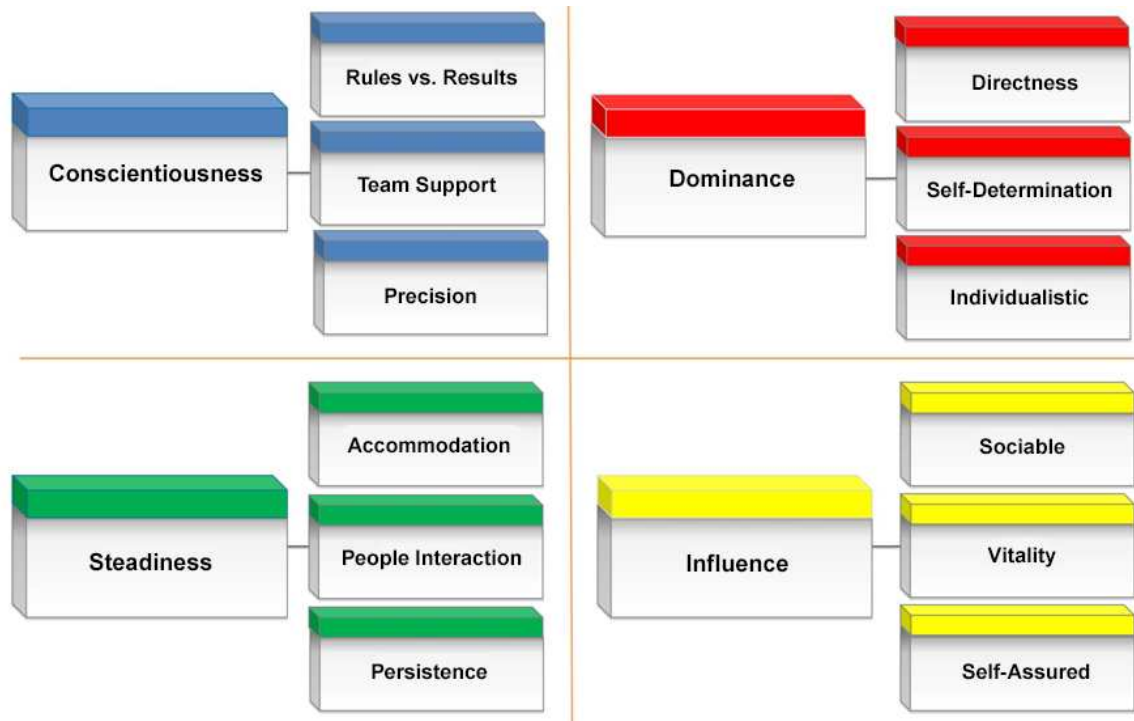 Conscientiousness
Rules vs. Results
Team Support
Precision
Dominance
Directness
Self-Determination
Individualistic
Steadiness
Accommodation
People Interaction
Persistence
Influence
Sociable
Vitality
Self-Assured